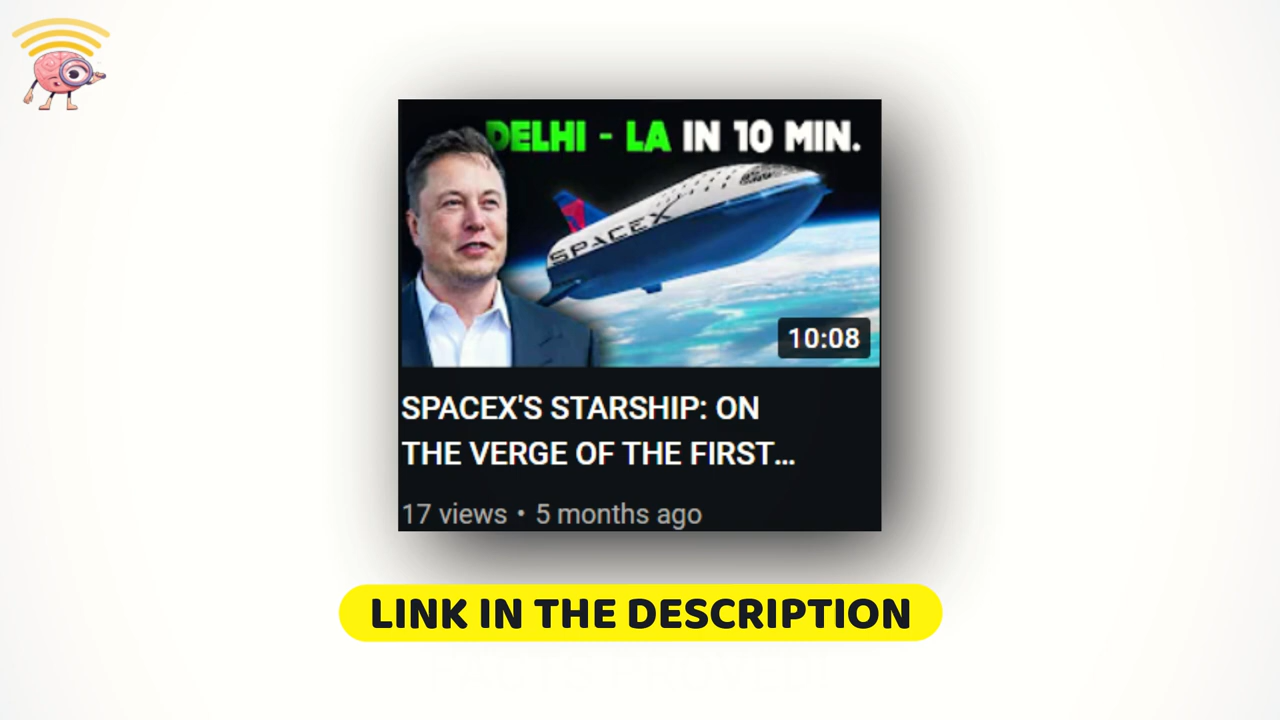 DELHI - LA IN 10 MIN.
SPACEX
10:08
SPACEX'S STARSHIP: ON
THE VERGE OF THE FIRST...
17 views • 5 months ago
LINK IN THE DESCRIPTION